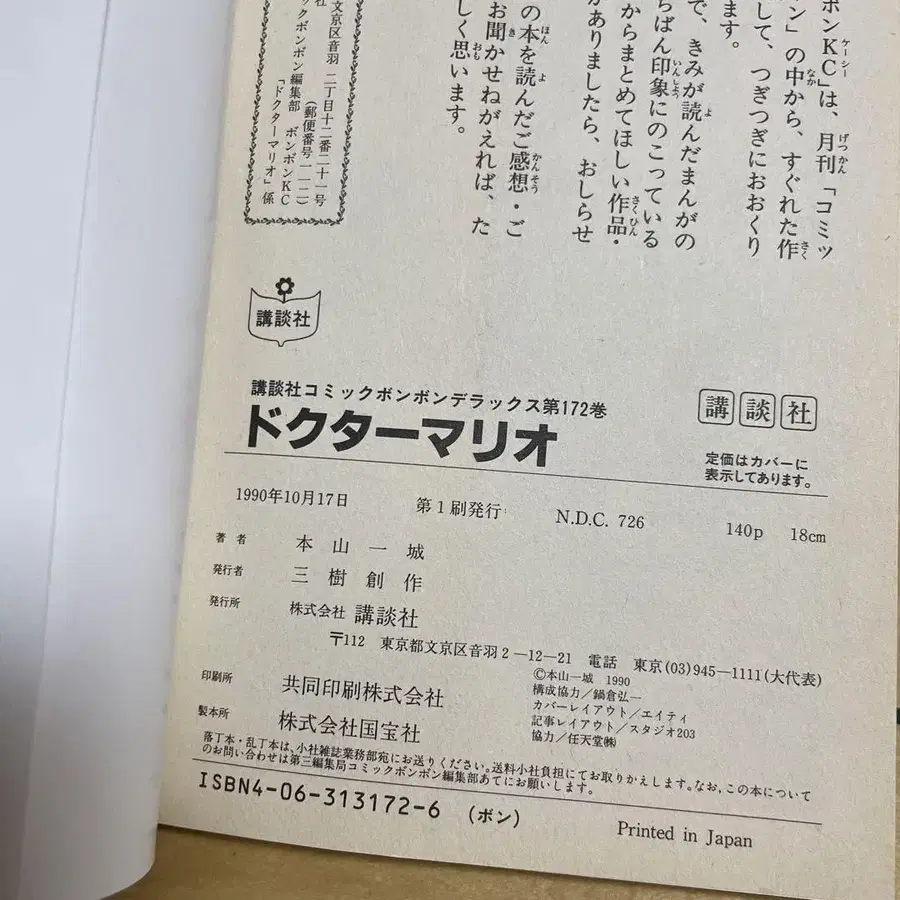 ボンKC」は、月刊「コミッ
ン」の中から、すぐれた作
して、つぎつぎにおおくり
ます。
で、きみが読んだまんがの
らばん印象にのこっている
からまとめてほしい作品・
がありましたら、おしらせ
の本を読んだご感想・ご
お聞かせねがえれば、た
しく思います。
文京区音羽 二丁目十二番二十一号
社 (郵便番号一一二)
ックボンボン編集部 ボンボンKC
「ドクターマリオ」係
講談社
講談社コミックボンボンデラックス第172巻
ドクターマリオ
講談社
定価はカバーに
表示してあります。
1990年10月17日 第1刷発行 N.D.C. 726 140p 18cm
著者 本山一城
発行者 三樹創作
発行所 株式会社 講談社
〒112 東京都文京区音羽2-12-21 電話 東京(03)945-1111(大代表)
印刷所 共同印刷株式会社
製本所 株式会社国宝社
©本山一城 1990
構成協力/鍋倉弘一
カバーレイアウト/エイティ
記事レイアウト/スタジオ203
協力/任天堂㈱
落丁本・乱丁本は、小社雑誌業務部宛にお送りください。送料小社負担にてお取りかえします。なお、この本について
のお問い合わせは第三編集局コミックボンボン編集部あてにお願いします。
ISBN4-06-313172-6 (ボン)
Printed in Japan